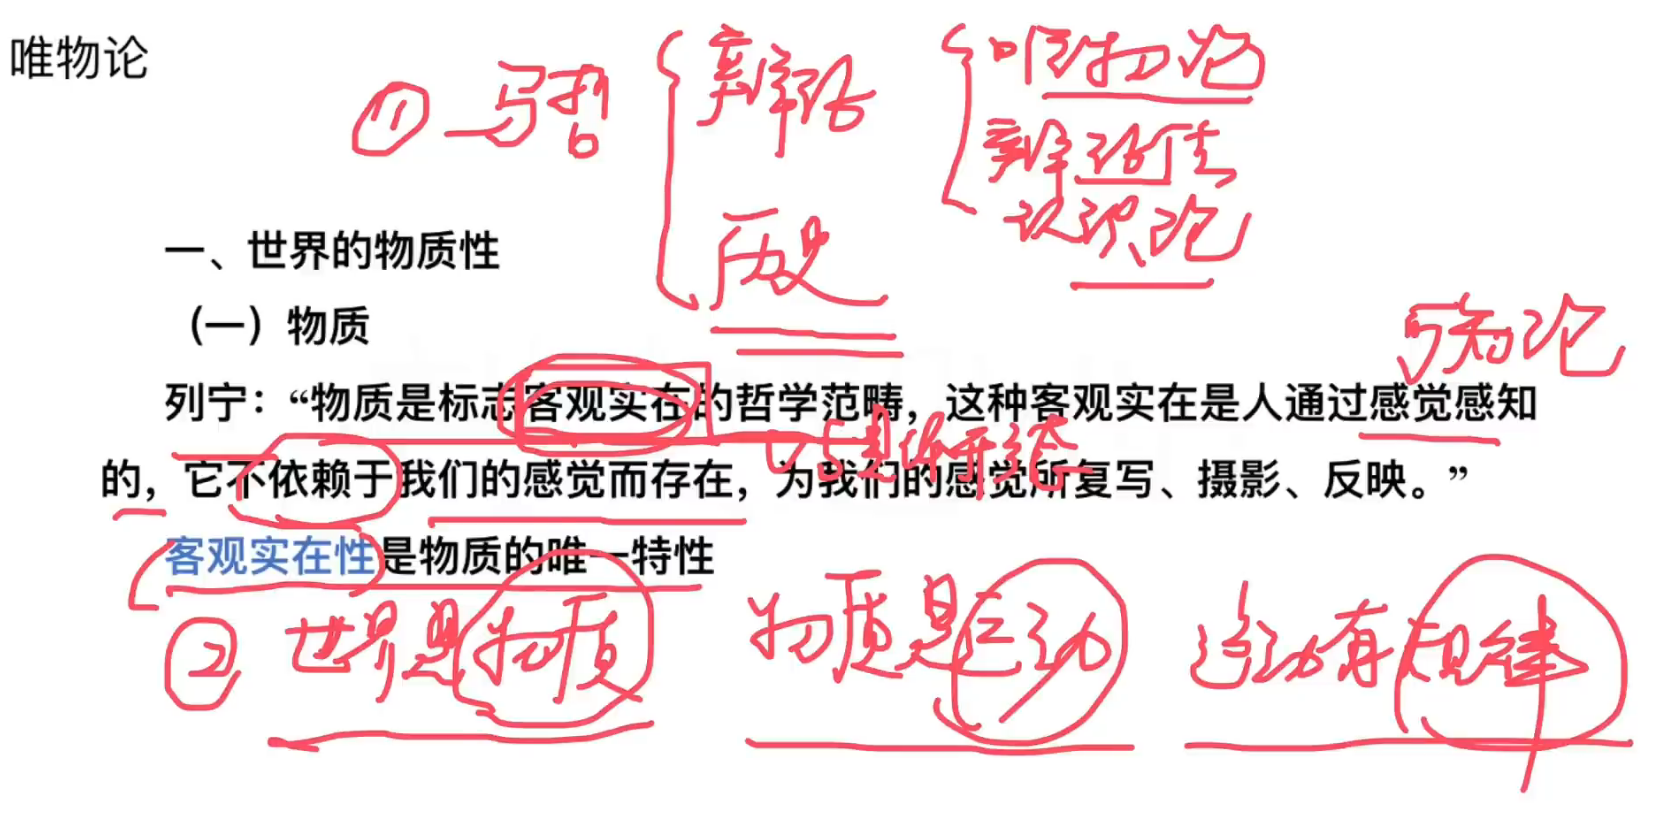 唯物论
① 马哲
辩证
历史
唯物论
辩证法
认识论
一、世界的物质性
（一）物质
可知论
列宁：“物质是标志客观实在的哲学范畴，这种客观实在是人通过感觉感知
的，它不依赖于我们的感觉而存在，为我们的感觉所复写、摄影、反映。”
客观实在性是物质的唯一特性
② 世界是物质 物质是运动 运动有规律